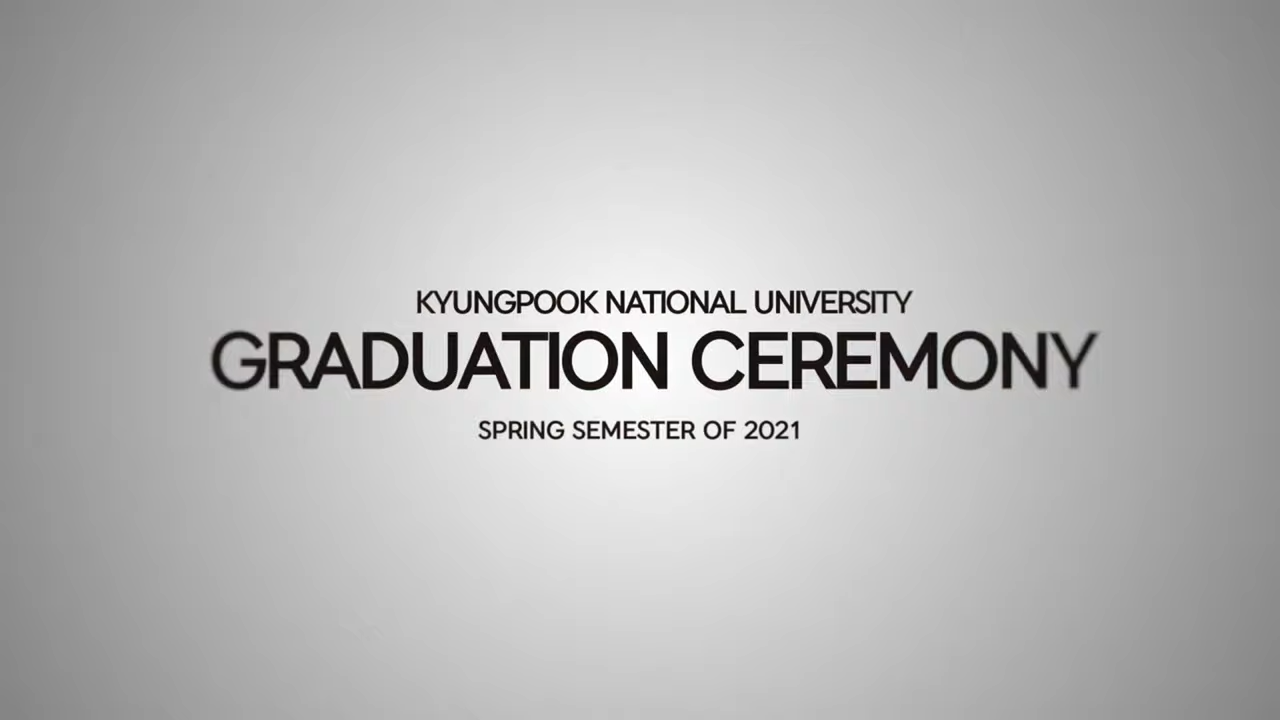 KYUNGPOOK NATIONAL UNIVERSITY
GRADUATION CEREMONY
SPRING SEMESTER OF 2021